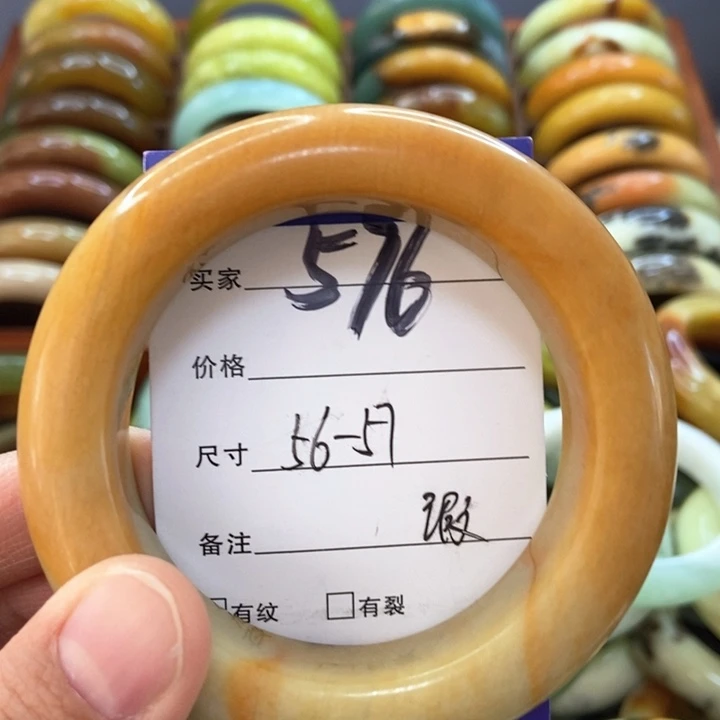 买家 576
价格
尺寸 56-57
备注 瑕
有纹 有裂